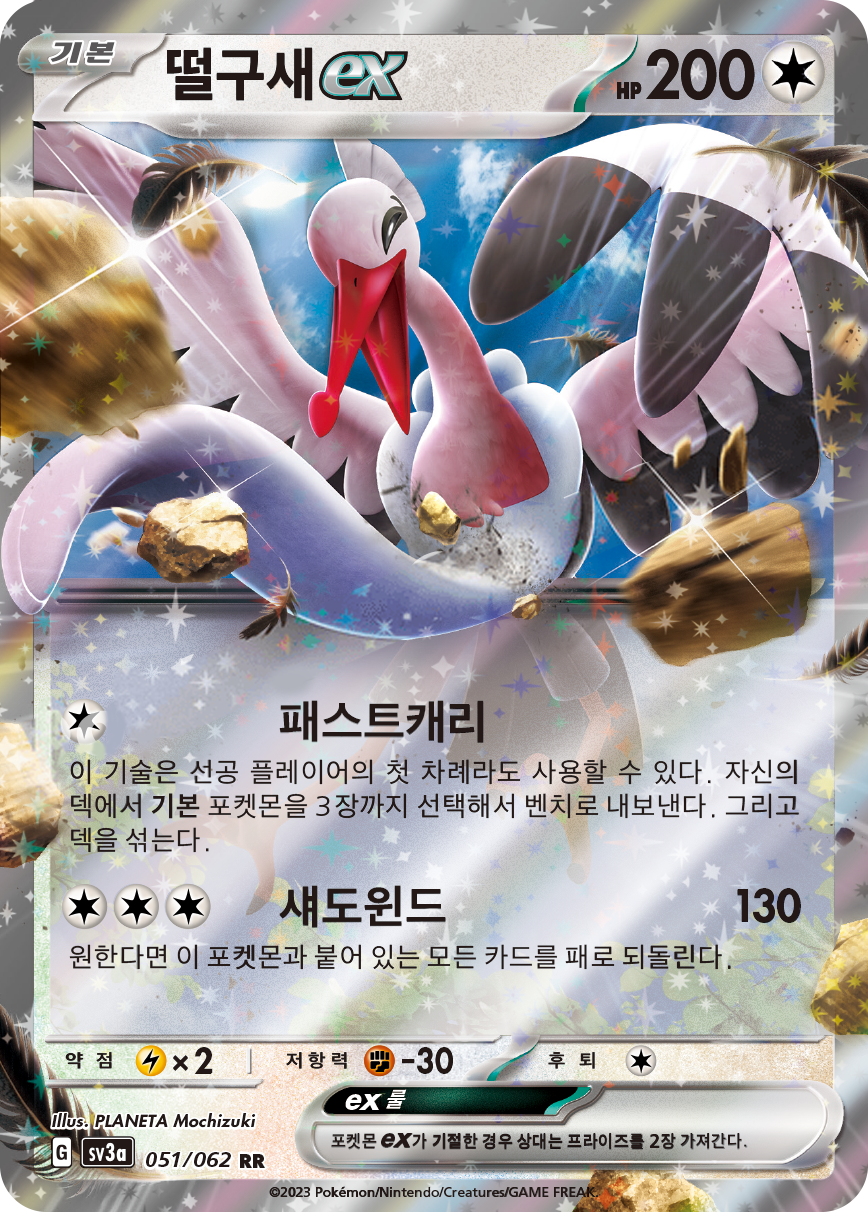 기본
떨구새ex
HP 200
패스트캐리
이 기술은 선공 플레이어의 첫 차례라도 사용할 수 있다. 자신의
덱에서 기본 포켓몬을 3장까지 선택해서 벤치로 내보낸다. 그리고
덱을 섞는다.
섀도윈드 130
원한다면 이 포켓몬과 붙어 있는 모든 카드를 패로 되돌린다.
약점 ×2 저항력 -30 후퇴
ex룰
포켓몬 ex가 기절한 경우 상대는 프라이즈를 2장 가져간다.
Illus. PLANETA Mochizuki
G sv3a 051/062 RR
©2023 Pokémon/Nintendo/Creatures/GAME FREAK.